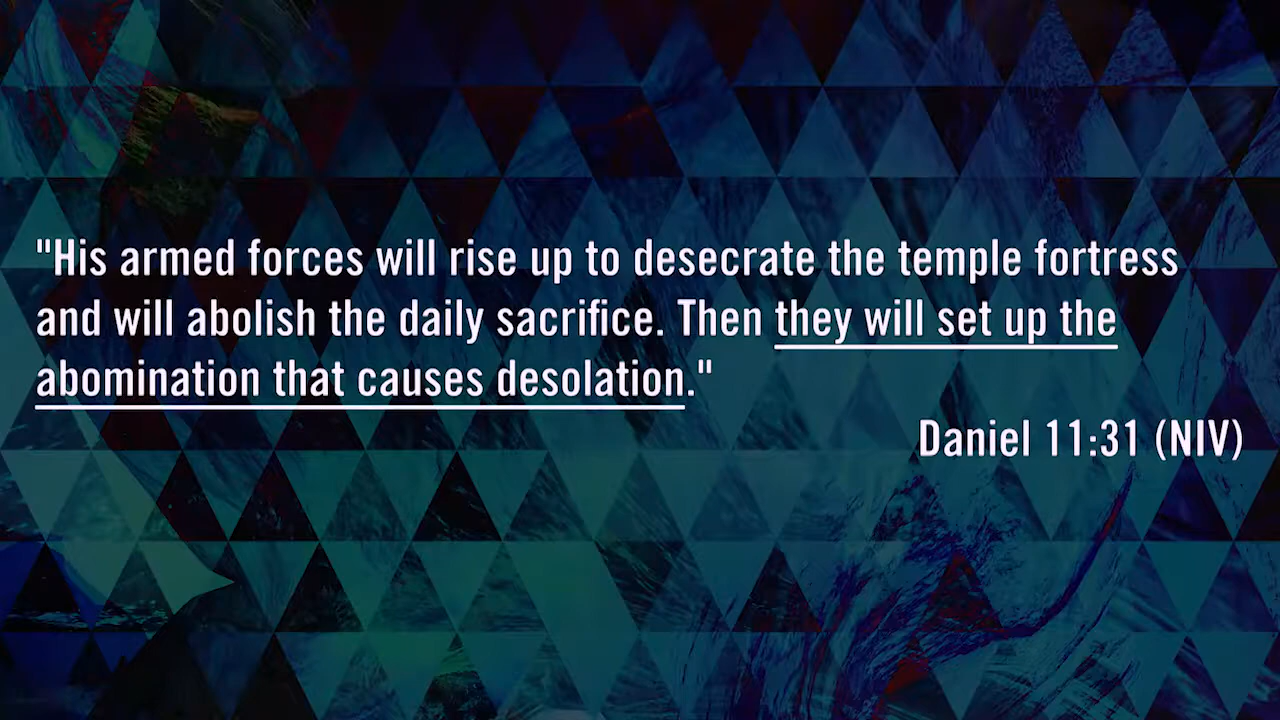 "His armed forces will rise up to desecrate the temple fortress
and will abolish the daily sacrifice. Then they will set up the
abomination that causes desolation."
Daniel 11:31 (NIV)